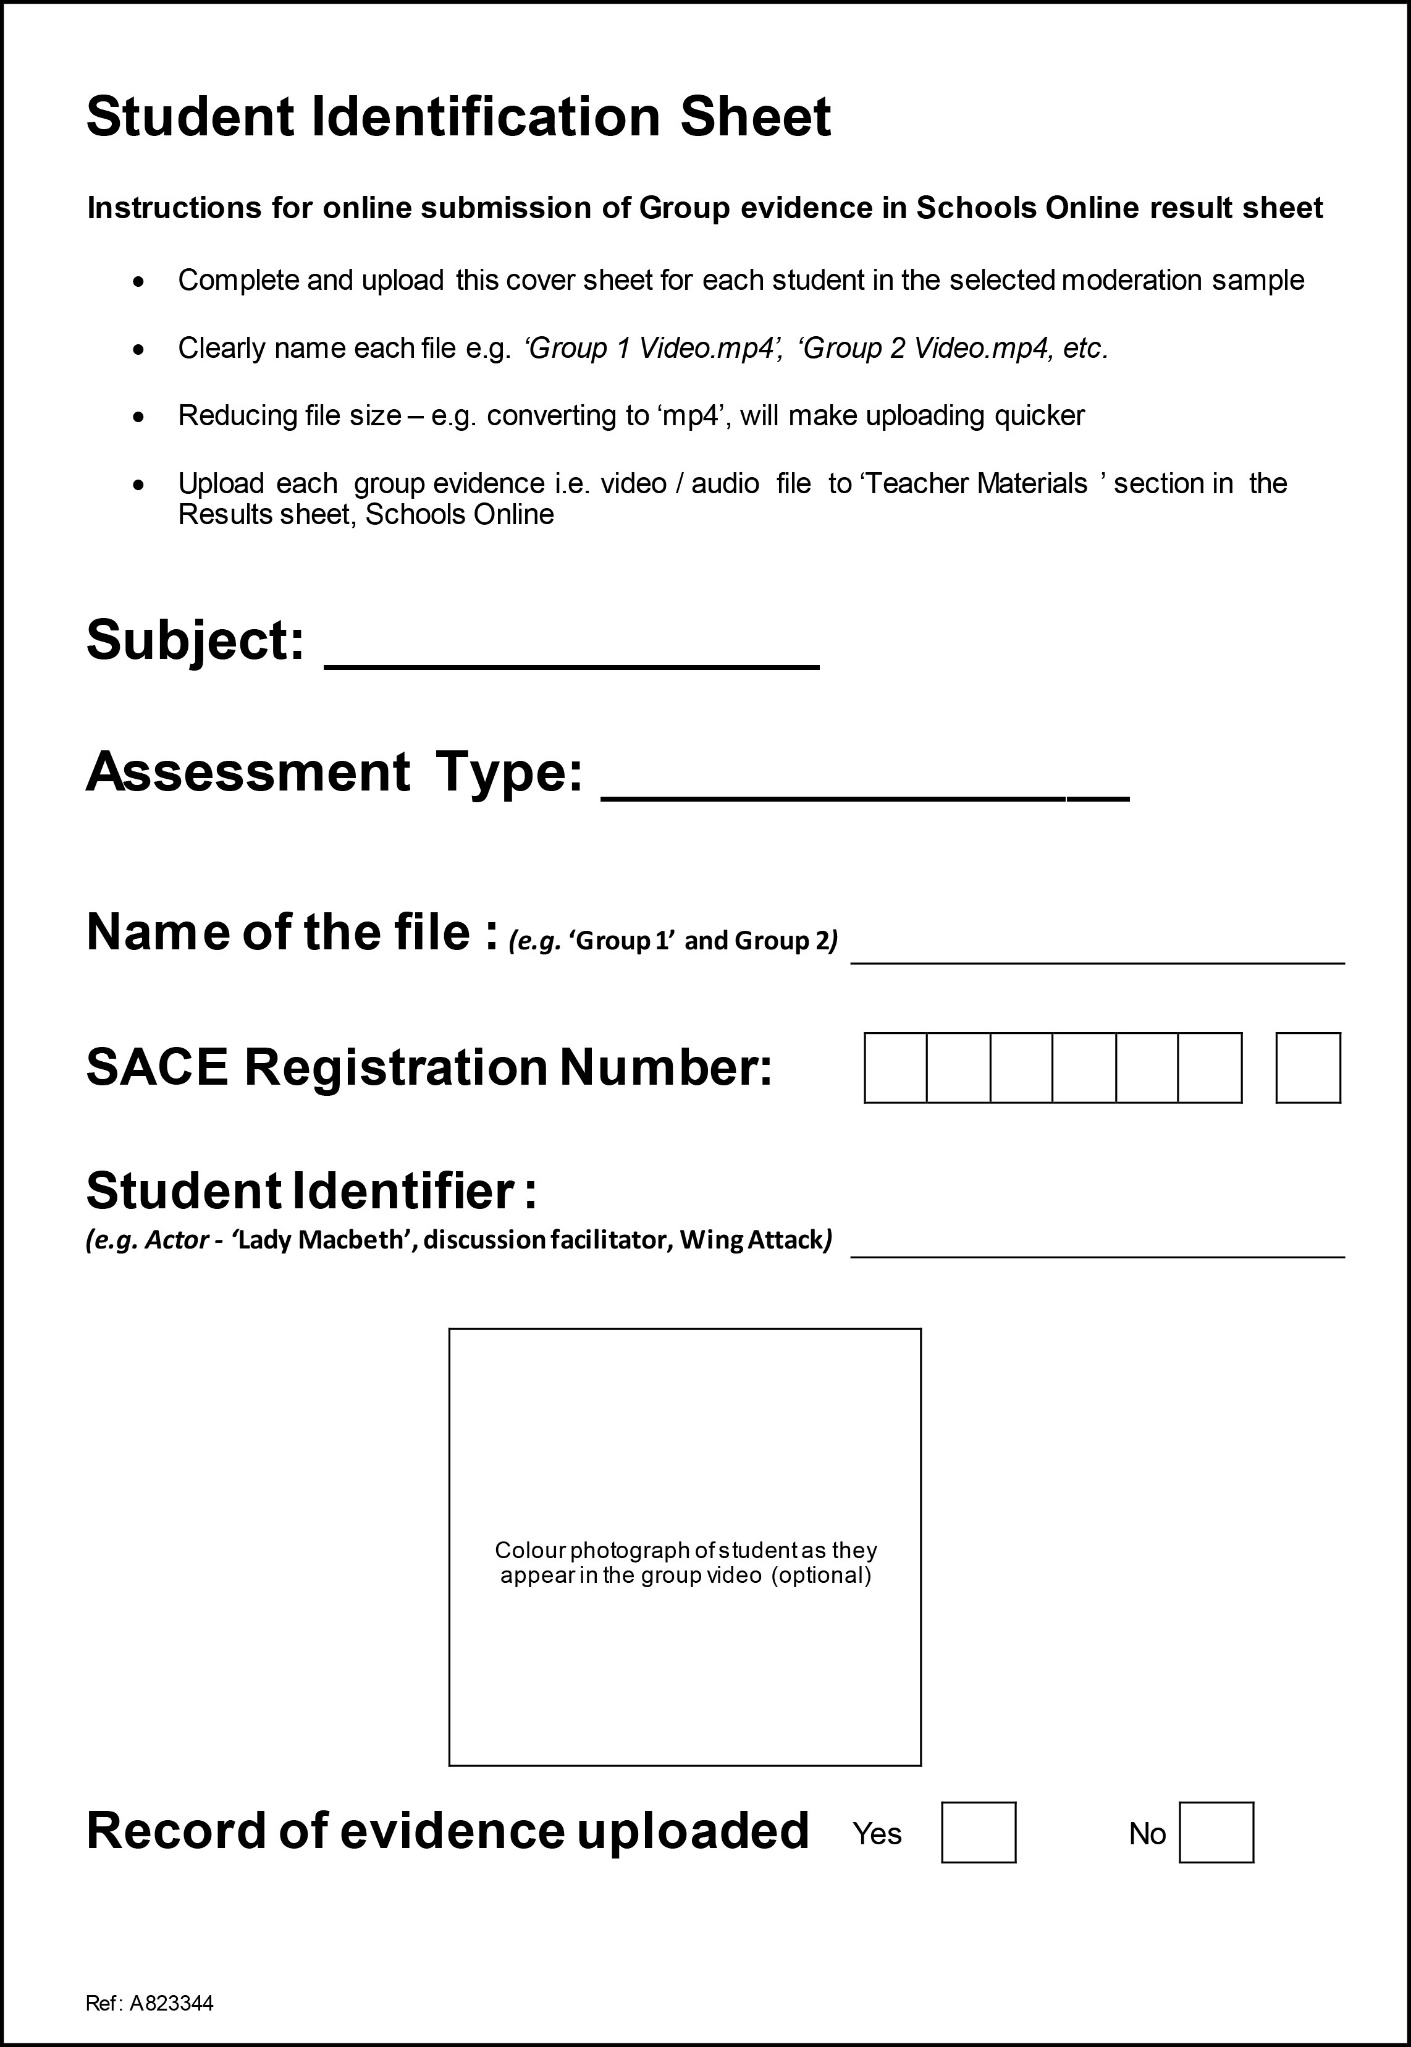 Student Identification Sheet
Instructions for online submission of Group evidence in Schools Online result sheet
• Complete and upload this cover sheet for each student in the selected moderation sample
• Clearly name each file e.g. ‘Group 1 Video.mp4’, ‘Group 2 Video.mp4, etc.
• Reducing file size – e.g. converting to ‘mp4’, will make uploading quicker
• Upload each group evidence i.e. video / audio file to ‘Teacher Materials ’ section in the
Results sheet, Schools Online
Subject: _______________
Assessment Type: ________________
Name of the file : (e.g. ‘Group 1’ and Group 2) _______________
SACE Registration Number:
Student Identifier :
(e.g. Actor - ‘Lady Macbeth’, discussion facilitator, Wing Attack) _______________
Colour photograph of student as they
appear in the group video (optional)
Record of evidence uploaded Yes No
Ref: A823344